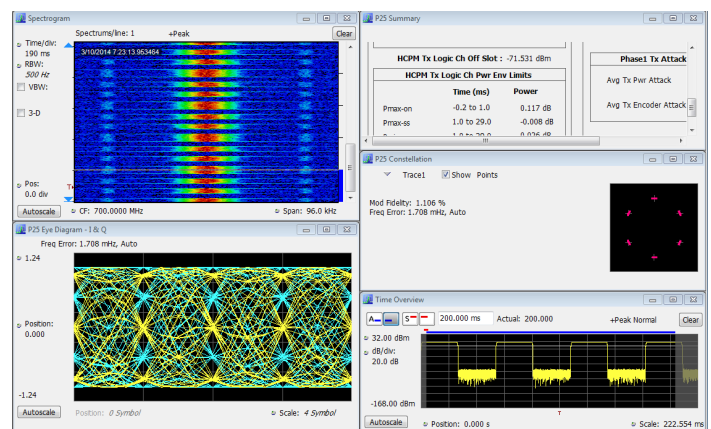 Spectrogram
Spectrums/line: 1
+Peak
Clear
Time/div:
190 ms
RBW:
500 Hz
VBW:
3-D
3/10/2014 7:23:13.953464
Pos:
0.0 div
T
Autoscale
CF: 700.0000 MHz
Span: 96.0 kHz
P25 Eye Diagram - I & Q
Freq Error: 1.708 mHz, Auto
1.24
Position:
0.000
-1.24
Autoscale
Position: 0 Symbol
Scale: 4 Symbol
P25 Summary
HCPM Tx Logic Ch Off Slot : -71.531 dBm
HCPM Tx Logic Ch Pwr Env Limits
Time (ms) Power
Pmax-on -0.2 to 1.0 0.117 dB
Pmax-ss 1.0 to 29.0 -0.008 dB
1.0 to 29.0 0.026 dB
Phase1 Tx Attack
Avg Tx Pwr Attack
Avg Tx Encoder Attack
P25 Constellation
Trace1
Show Points
Mod Fidelity: 1.106 %
Freq Error: 1.708 mHz, Auto
Time Overview
A
S
200.000 ms
Actual: 200.000
+Peak Normal
Clear
32.00 dBm
dB/div:
20.0 dB
-168.00 dBm
T
Autoscale
Position: 0.000 s
Scale: 222.554 ms